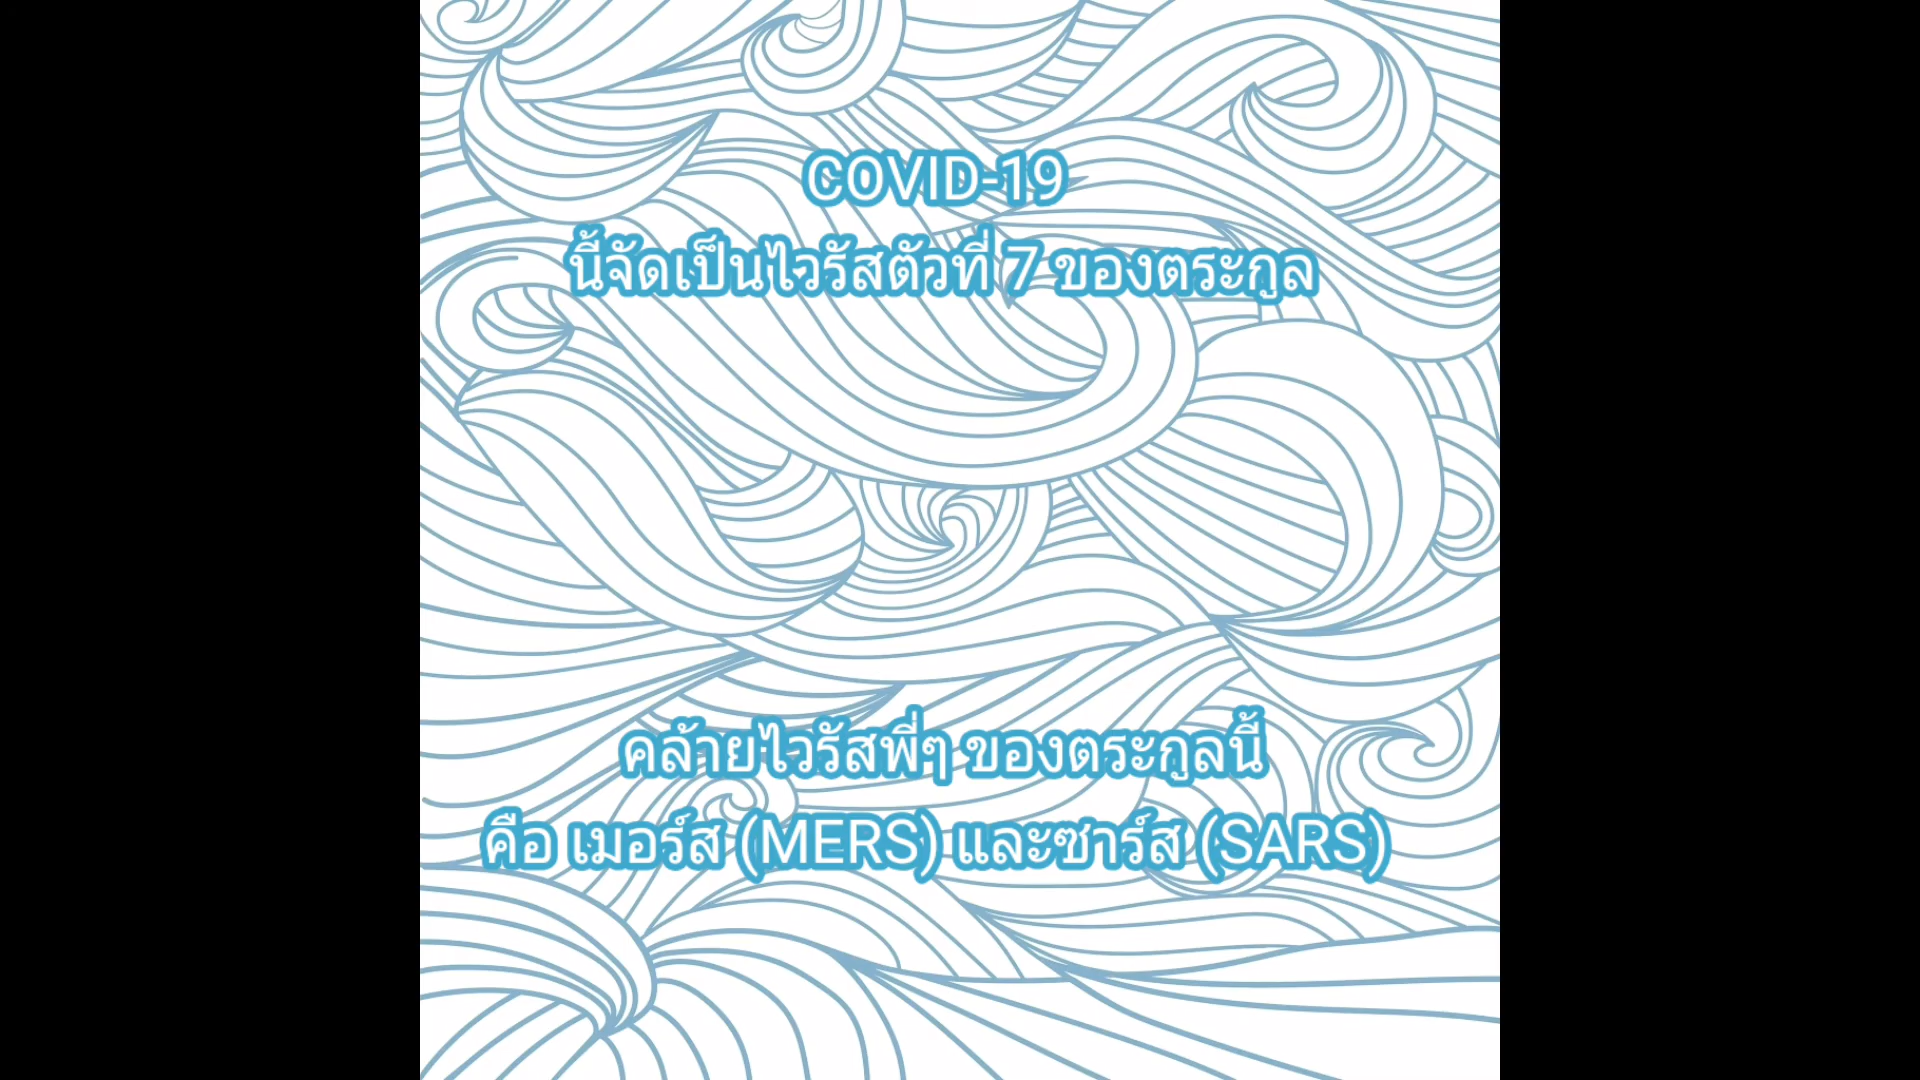 COVID-19
นี้จัดเป็นไวรัสตัวที่ 7 ของตระกูล
คล้ายไวรัสพี่ๆ ของตระกูลนี้
คือ เมอร์ส (MERS) และซาร์ส (SARS)